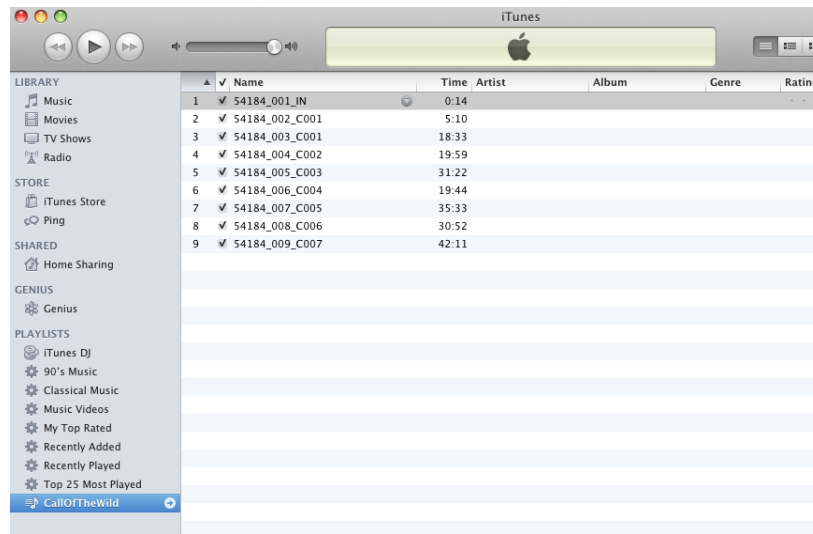 iTunes
LIBRARY
Music
Movies
TV Shows
Radio
STORE
iTunes Store
Ping
SHARED
Home Sharing
GENIUS
Genius
PLAYLISTS
iTunes DJ
90's Music
Classical Music
Music Videos
My Top Rated
Recently Added
Recently Played
Top 25 Most Played
CallOfTheWild
Name Time Artist Album Genre Ratin
1 54184_001_IN 0:14
2 54184_002_C001 5:10
3 54184_003_C001 18:33
4 54184_004_C002 19:59
5 54184_005_C003 31:22
6 54184_006_C004 19:44
7 54184_007_C005 35:33
8 54184_008_C006 30:52
9 54184_009_C007 42:11